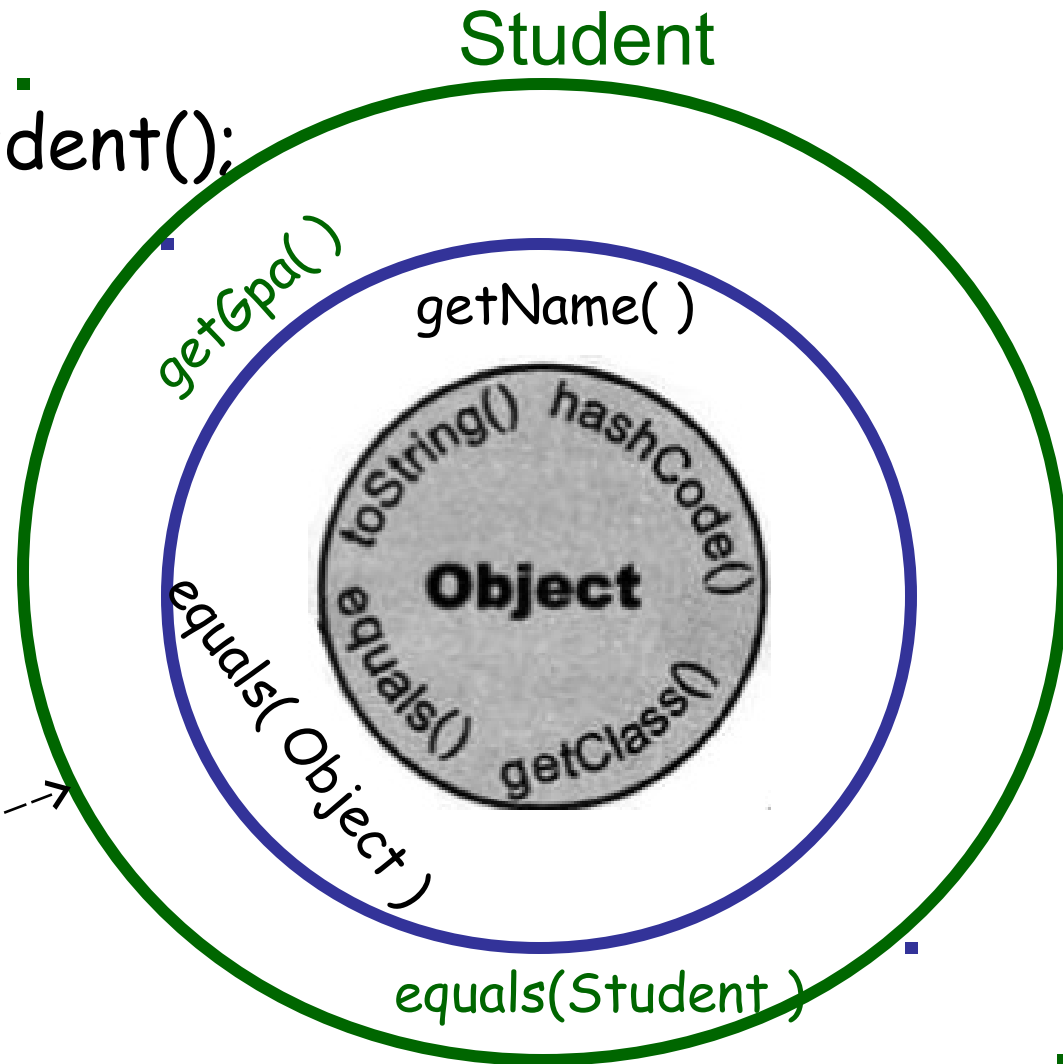 Student
dent();
getGpa( )
getName( )
toString()
hashCode()
Object
equals()
getClass()
equals( Object )
equals(Student )